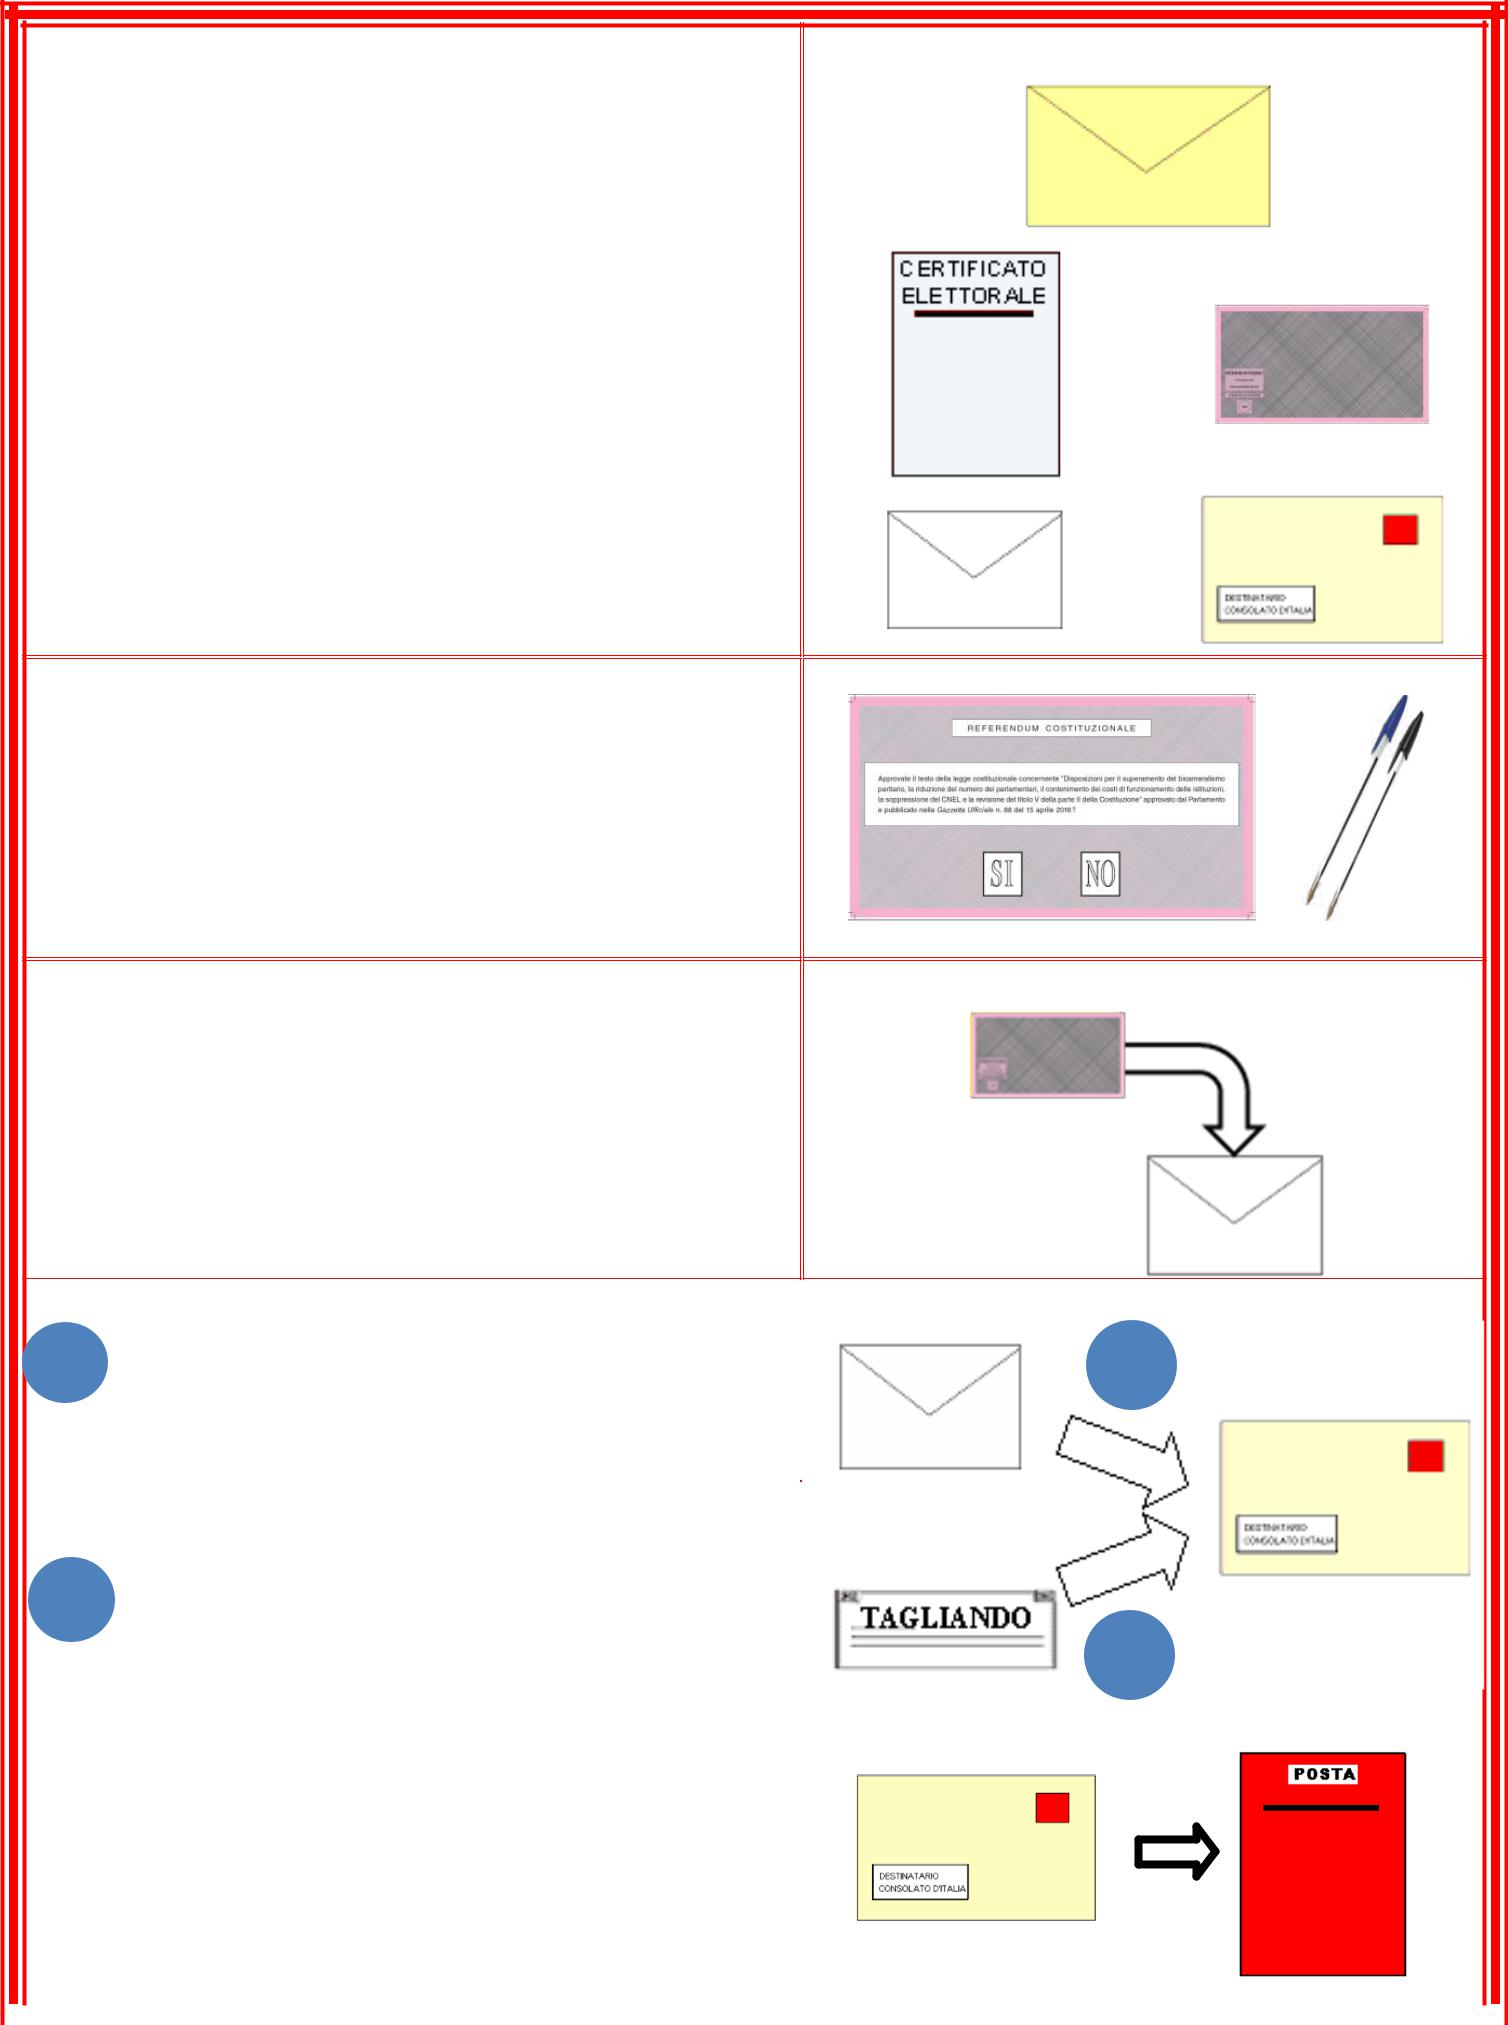 CERTIFICATO
ELETTORALE
DESTINATARIO
CONSOLATO D'ITALIA
REFERENDUM COSTITUZIONALE
Approvate il testo della legge costituzionale concernente "Disposizioni per il superamento del bicameralismo
paritario, la riduzione del numero dei parlamentari, il contenimento dei costi di funzionamento delle istituzioni,
la soppressione del CNEL e la revisione del titolo V della parte II della Costituzione" approvato dal Parlamento
e pubblicato nella Gazzetta Ufficiale n. 88 del 15 aprile 2016?
SI NO
DESTINATARIO
CONSOLATO D'ITALIA
TAGLIANDO
POSTA
DESTINATARIO
CONSOLATO D'ITALIA